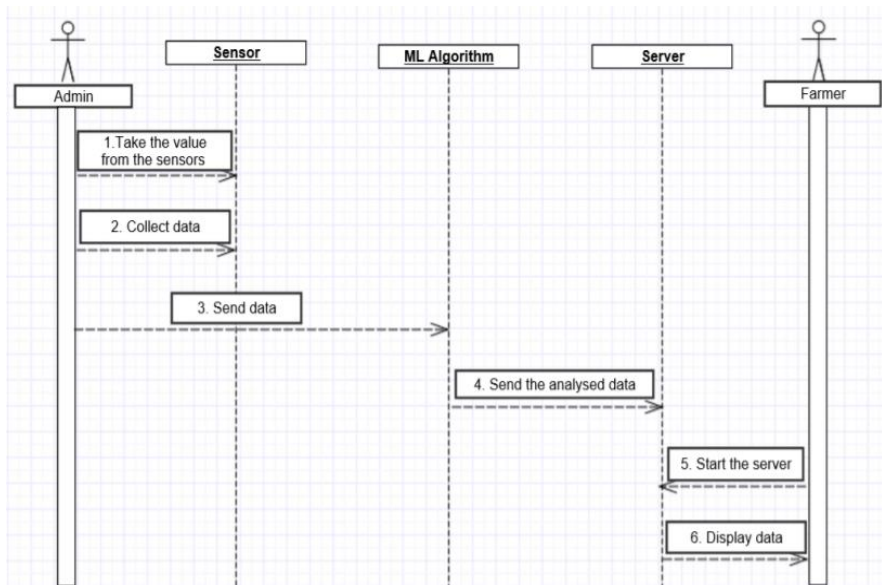 Sensor
ML Algorithm
Server
Admin
Farmer
1.Take the value
from the sensors
2. Collect data
3. Send data
4. Send the analysed data
5. Start the server
6. Display data